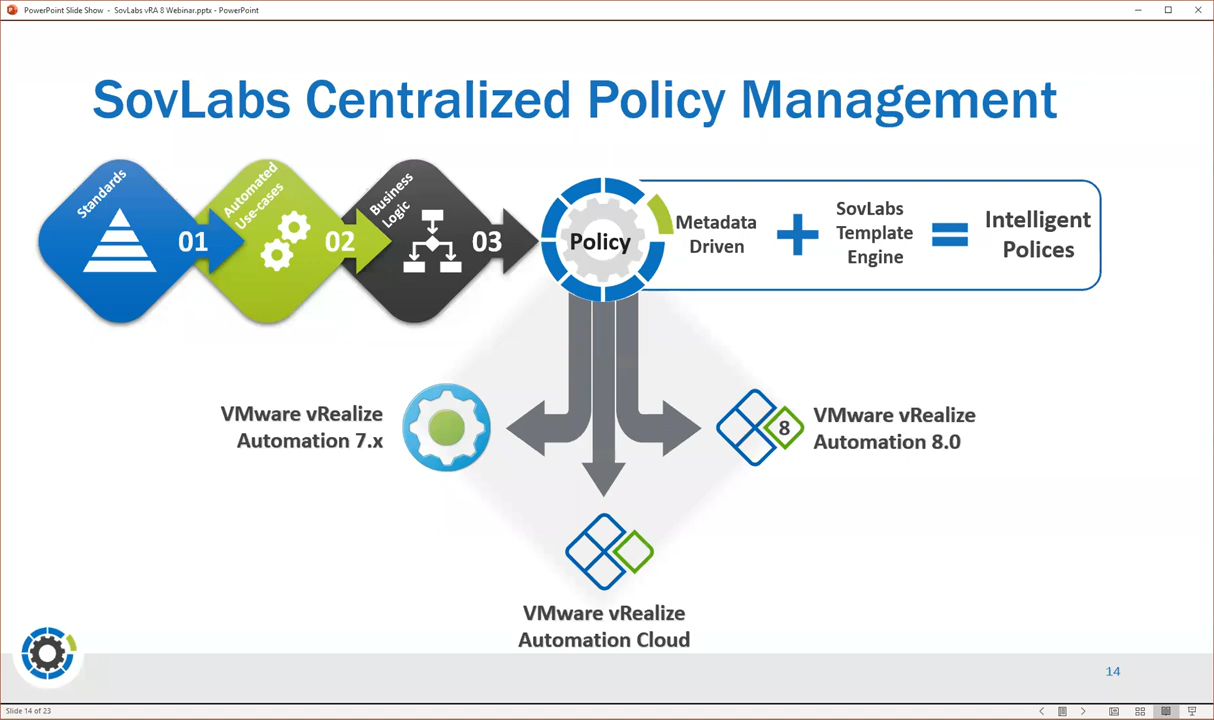 PowerPoint Slide Show - SovLabs vRA 8 Webinar.pptx - PowerPoint
SovLabs Centralized Policy Management
Standards
01
Automated
Use-cases
02
Business
Logic
03
Policy
Metadata
Driven
+
SovLabs
Template
Engine
=
Intelligent
Polices
VMware vRealize
Automation 7.x
8
VMware vRealize
Automation 8.0
VMware vRealize
Automation Cloud
14
Slide 14 of 23